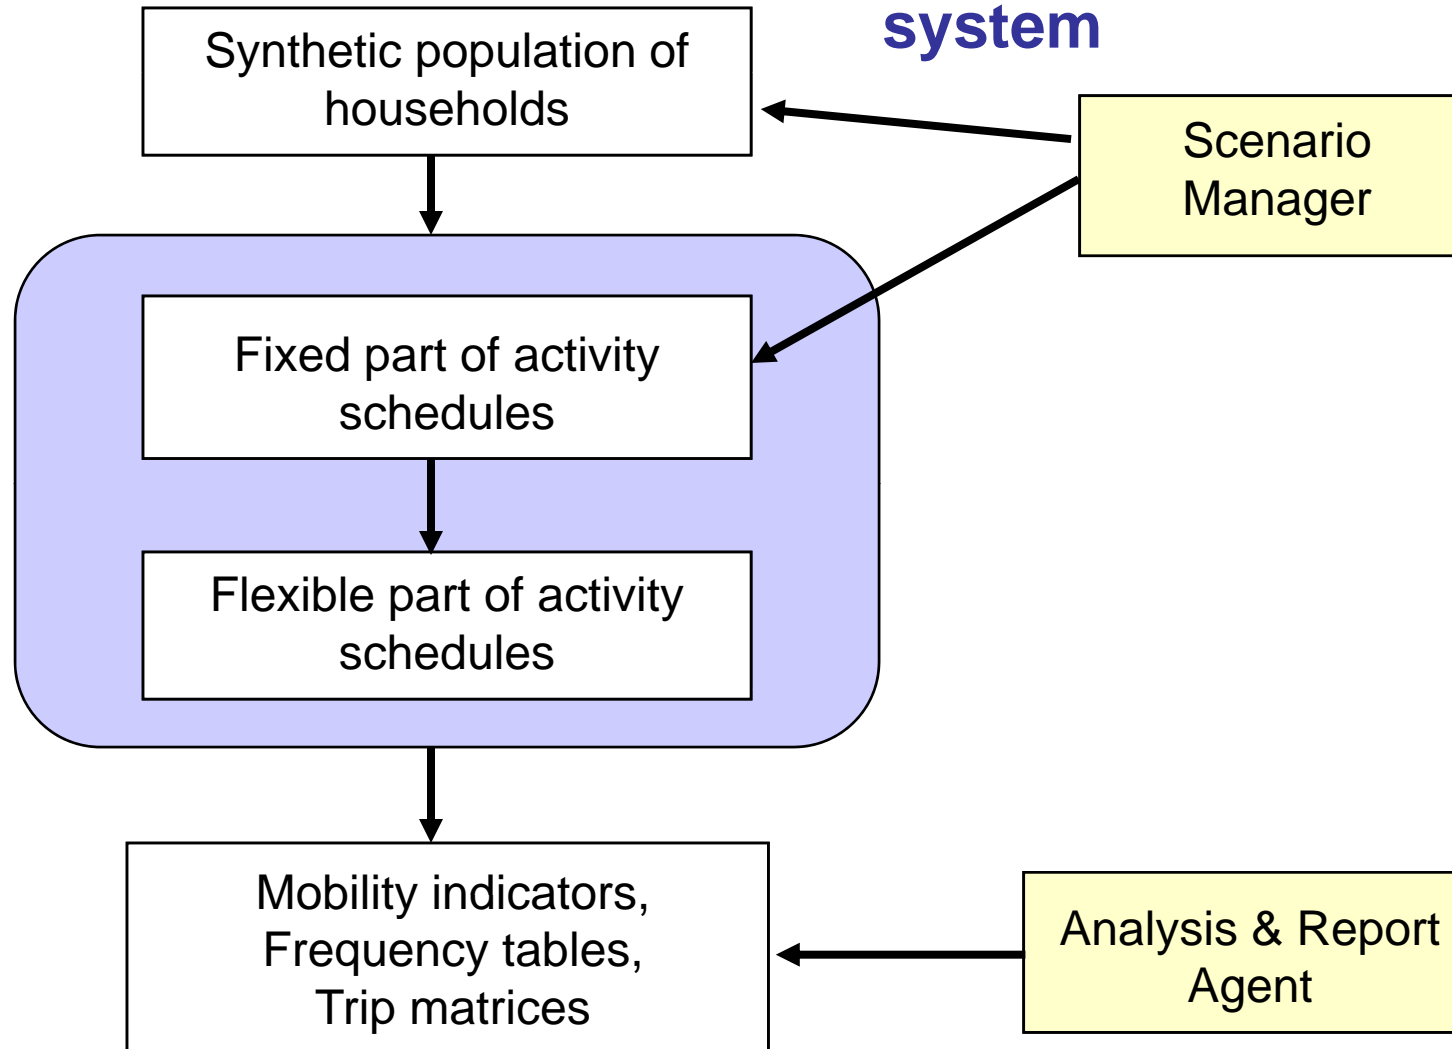 system
Synthetic population of
households
Scenario
Manager
Fixed part of activity
schedules
Flexible part of activity
schedules
Mobility indicators,
Frequency tables,
Trip matrices
Analysis & Report
Agent